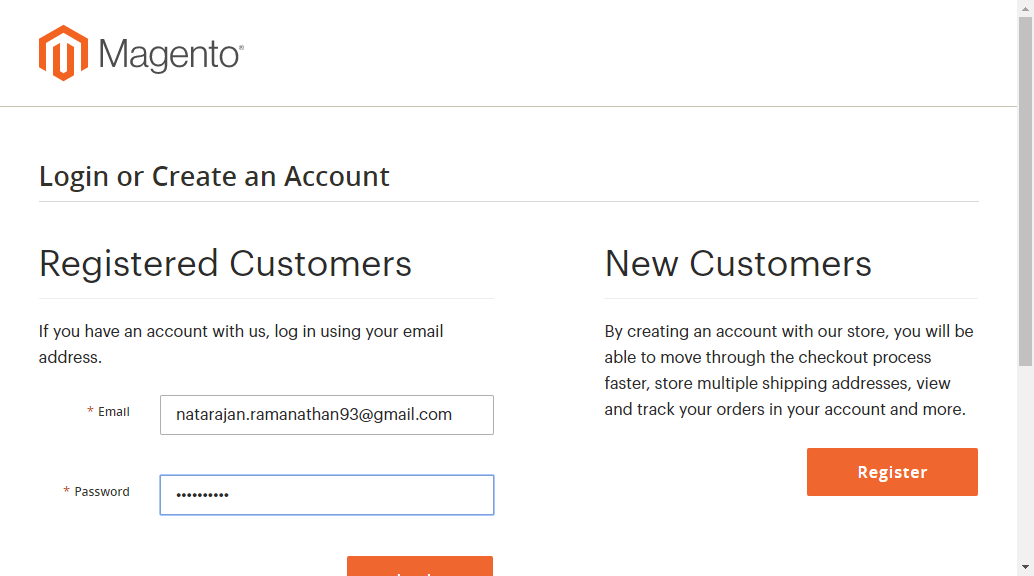 Magento®
Login or Create an Account
Registered Customers
If you have an account with us, log in using your email
address.
* Email
natarajan.ramanathan93@gmail.com
* Password
••••••••••
New Customers
By creating an account with our store, you will be
able to move through the checkout process
faster, store multiple shipping addresses, view
and track your orders in your account and more.
Register